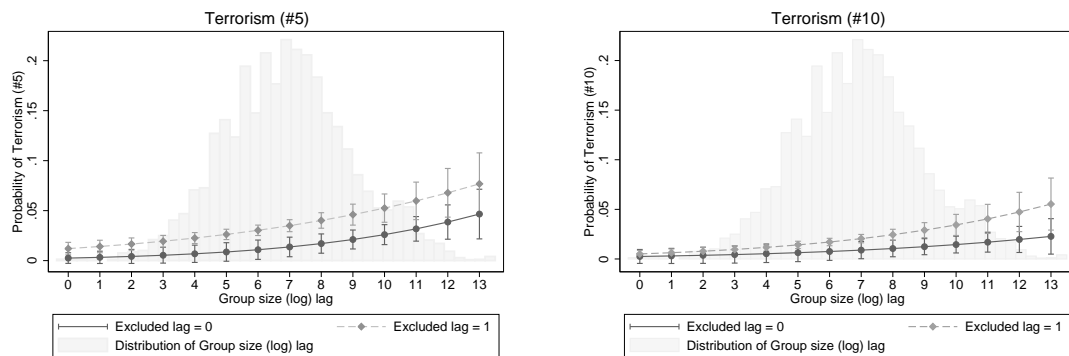 Terrorism (#5)
Probability of Terrorism (#5)
.2
.15
.1
.05
0
0 1 2 3 4 5 6 7 8 9 10 11 12 13
Group size (log) lag
Excluded lag = 0
Excluded lag = 1
Distribution of Group size (log) lag
Terrorism (#10)
Probability of Terrorism (#10)
.2
.15
.1
.05
0
0 1 2 3 4 5 6 7 8 9 10 11 12 13
Group size (log) lag
Excluded lag = 0
Excluded lag = 1
Distribution of Group size (log) lag